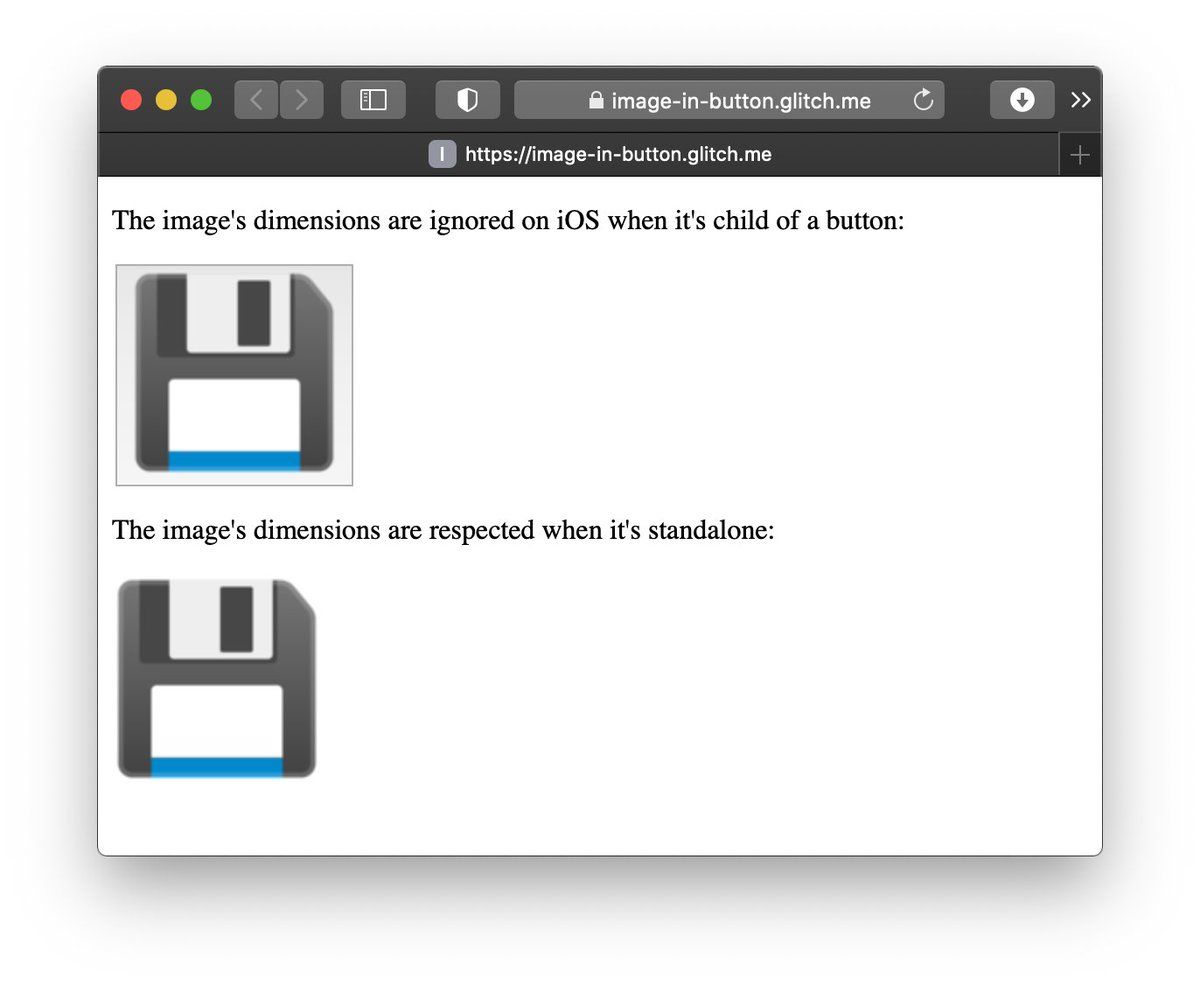 image-in-button.glitch.me
I https://image-in-button.glitch.me
The image's dimensions are ignored on iOS when it's child of a button:
The image's dimensions are respected when it's standalone: